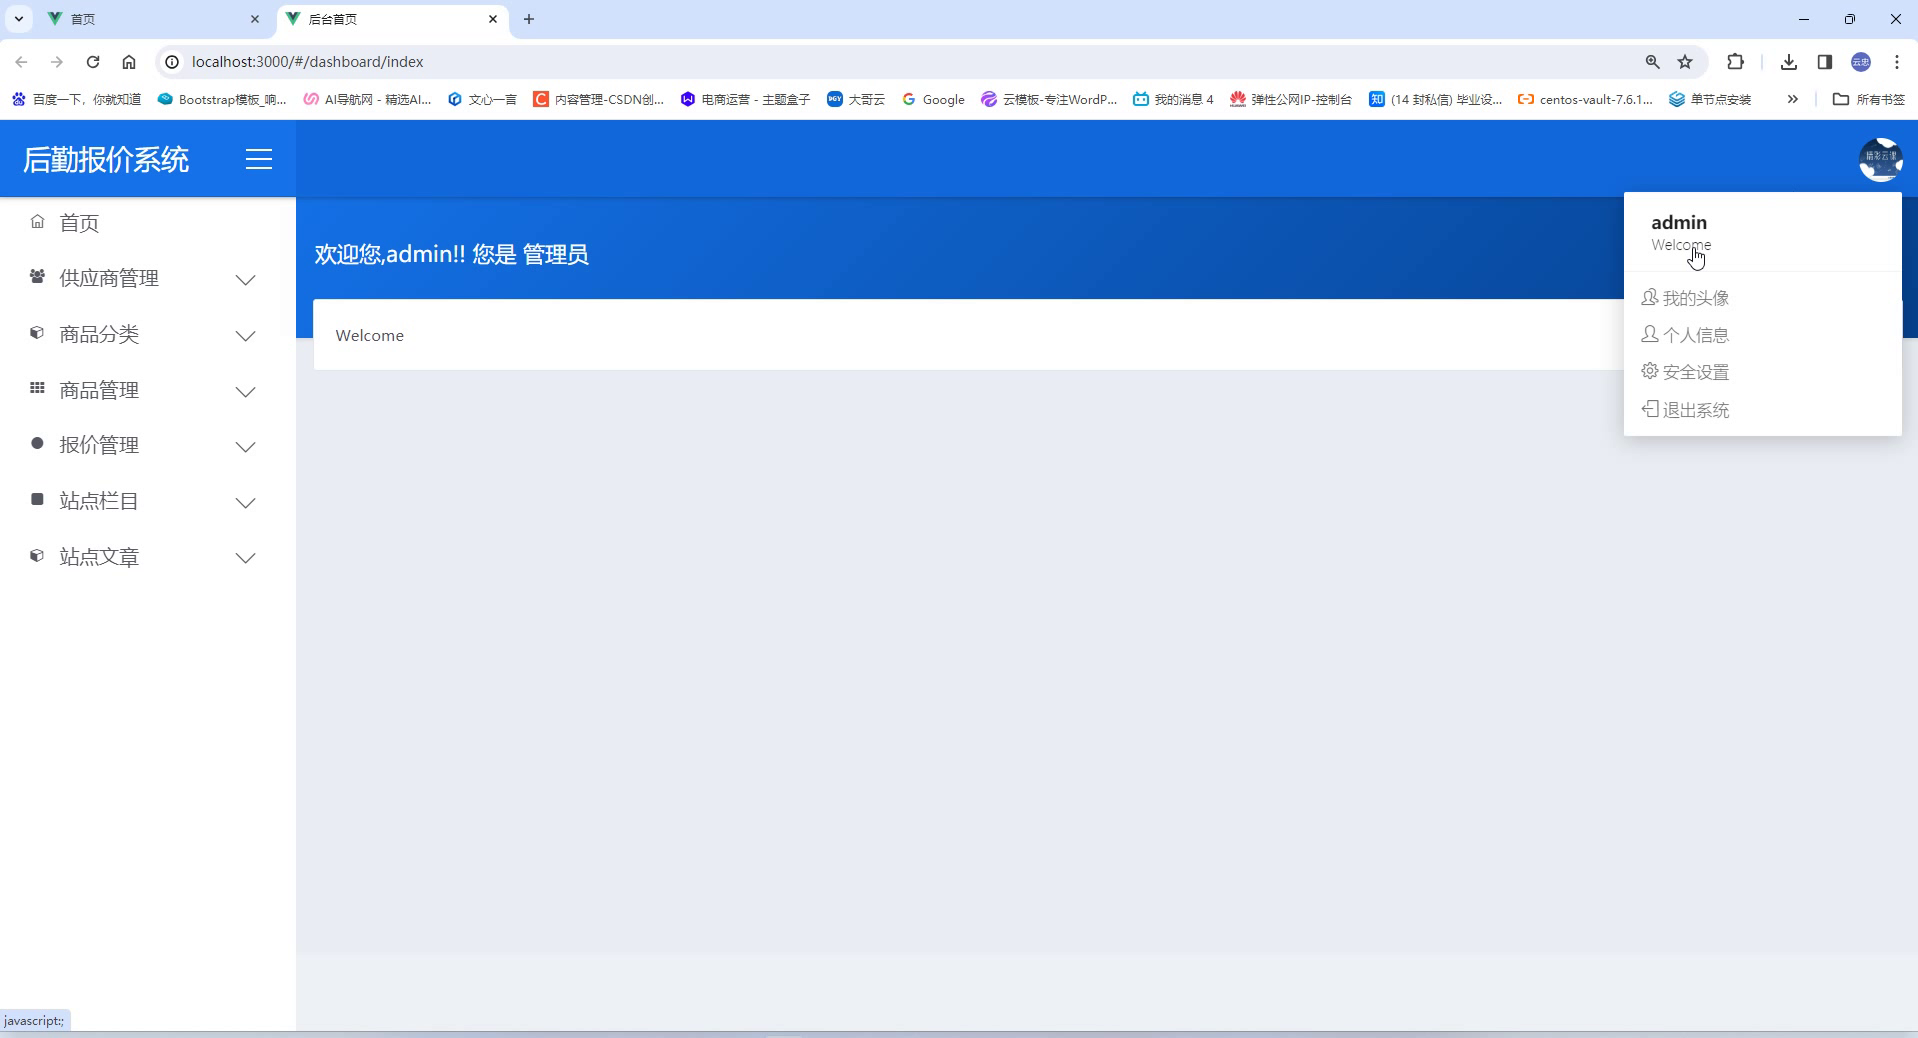 首页
后台首页
localhost:3000/#/dashboard/index
云忠
百度一下，你就知道
Bootstrap模板_响...
AI导航网 - 精选AI...
文心一言
内容管理-CSDN创...
电商运营 - 主题盒子
大哥云
Google
云模板-专注WordP...
我的消息 4
弹性公网IP-控制台
(14 封私信) 毕业设...
centos-vault-7.6.1...
单节点安装
所有书签
后勤报价系统
精彩云课
首页
供应商管理
商品分类
商品管理
报价管理
站点栏目
站点文章
欢迎您,admin!! 您是 管理员
Welcome
admin
Welcome
我的头像
个人信息
安全设置
退出系统
javascript:;